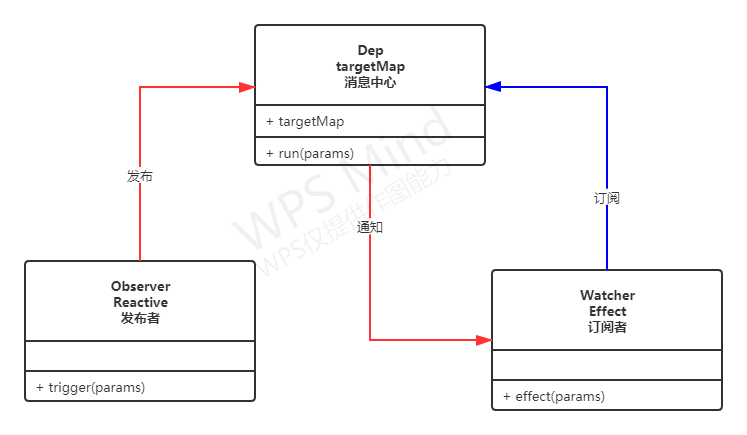 Dep
targetMap
消息中心
+ targetMap
+ run(params)
发布
订阅
通知
WPS Mind
WPS仅提供作图能力
Observer
Reactive
发布者
+ trigger(params)
Watcher
Effect
订阅者
+ effect(params)